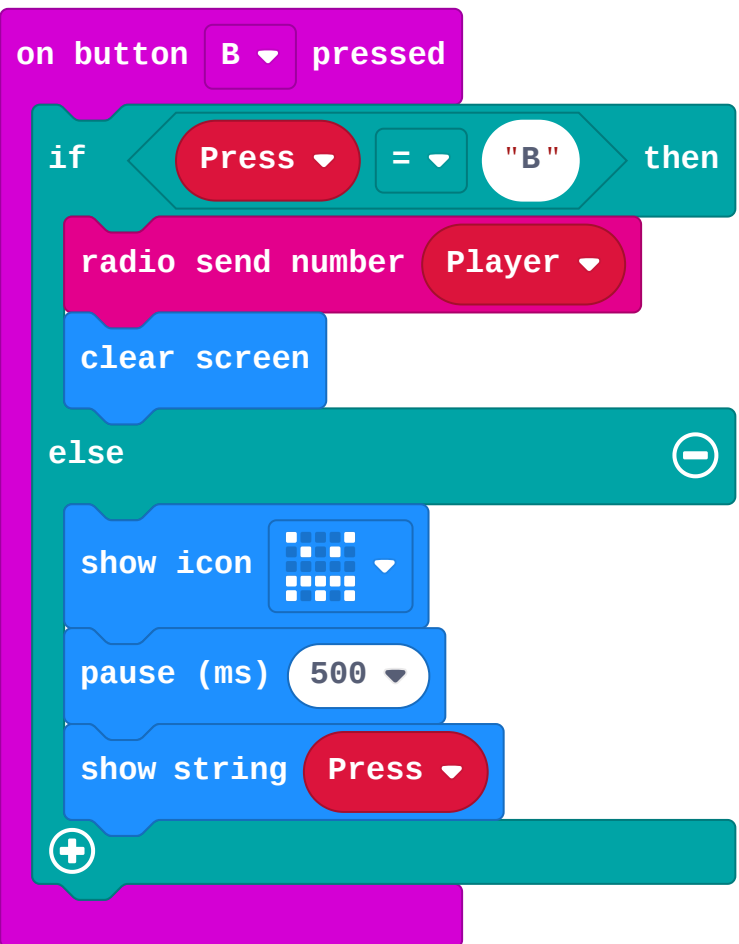 on button B pressed
if Press = "B" then
radio send number Player
clear screen
else
show icon
pause (ms) 500
show string Press